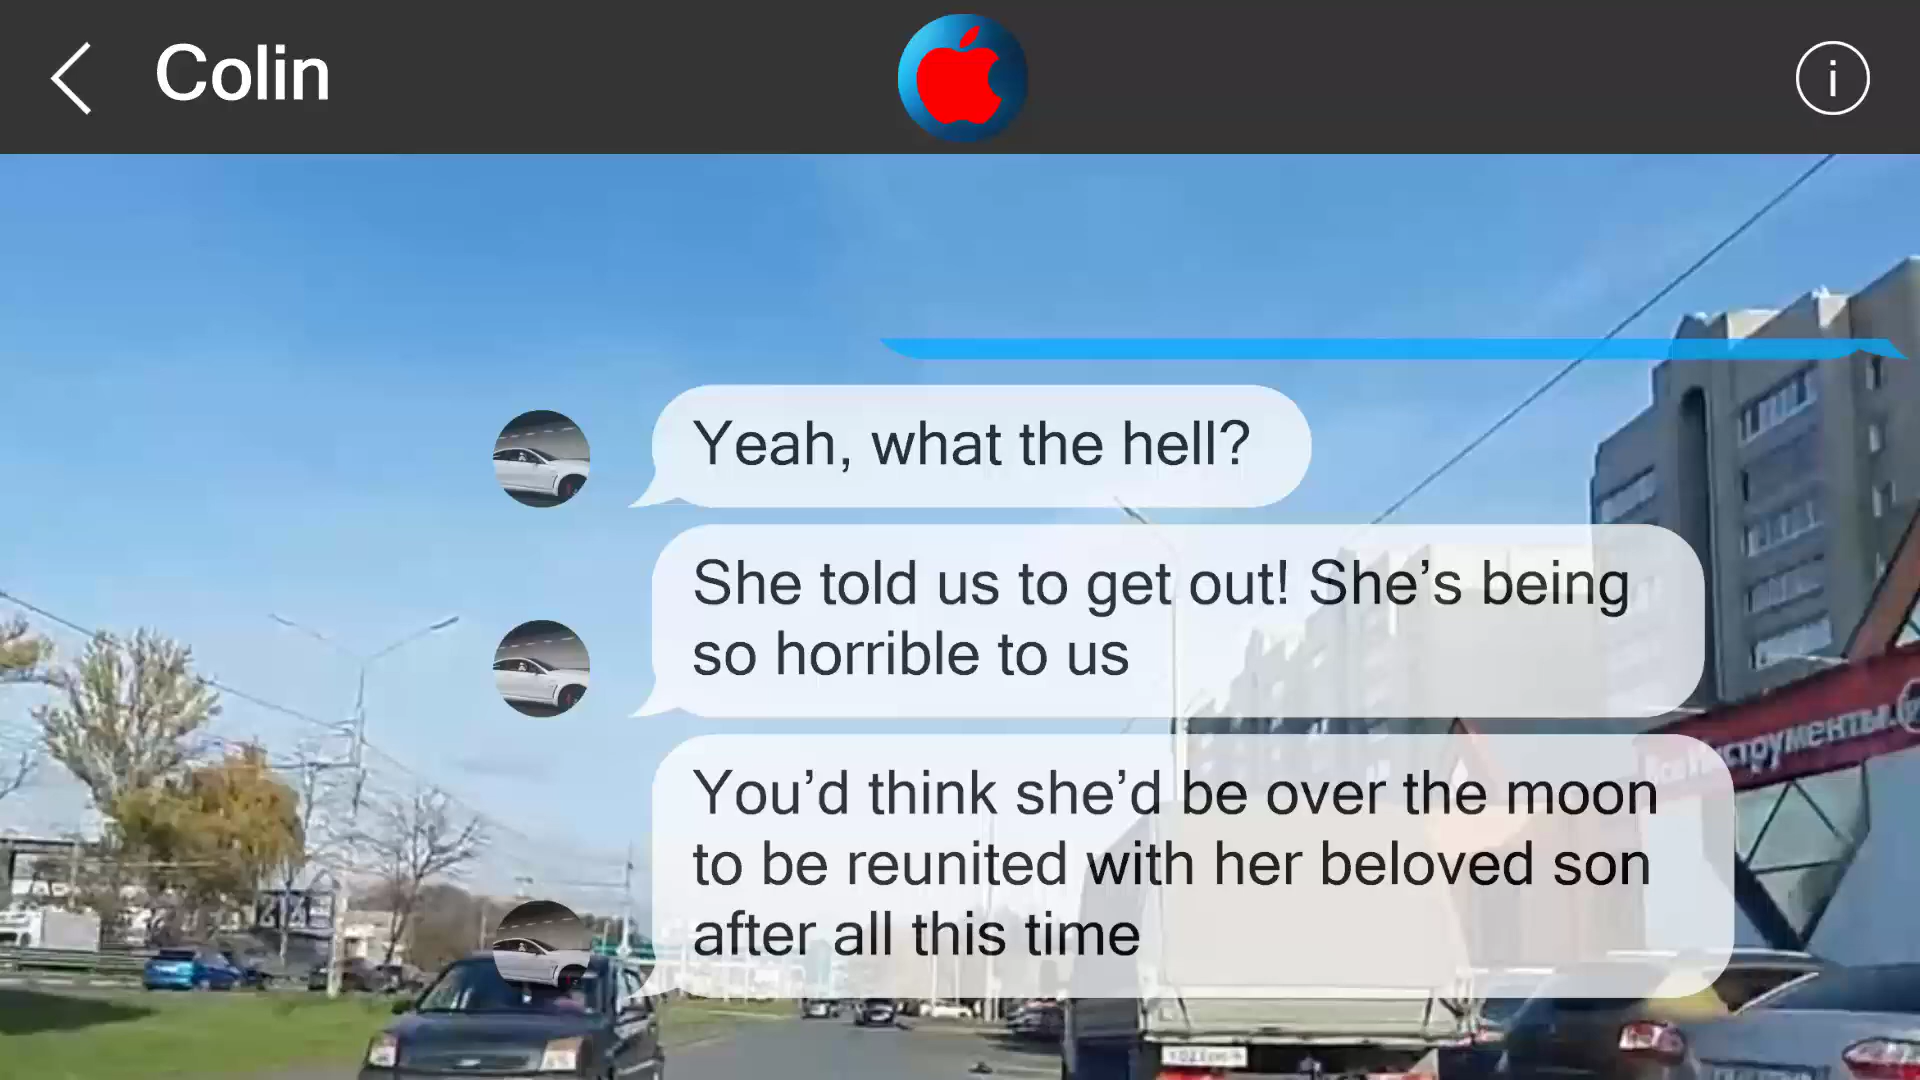 Colin
Yeah, what the hell?
She told us to get out! She’s being
so horrible to us
You’d think she’d be over the moon
to be reunited with her beloved son
after all this time